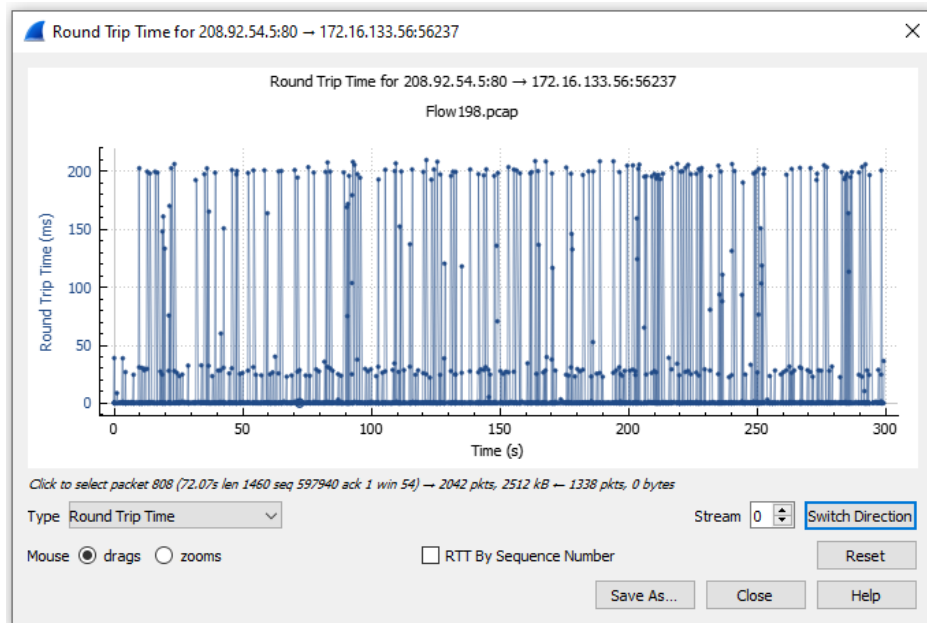 Round Trip Time for 208.92.54.5:80 → 172.16.133.56:56237
Round Trip Time for 208.92.54.5:80 → 172.16.133.56:56237
Flow198.pcap
Round Trip Time (ms)
200
150
100
50
0
0 50 100 150 200 250 300
Time (s)
Click to select packet 808 (72.07s len 1460 seq 597940 ack 1 win 54) → 2042 pkts, 2512 kB ← 1338 pkts, 0 bytes
Type Round Trip Time Stream 0 Switch Direction
Mouse drags zooms RTT By Sequence Number Reset
Save As... Close Help